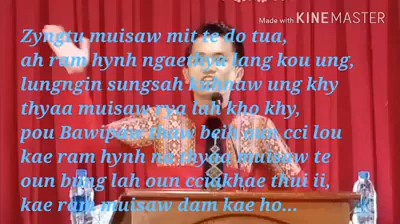 Made with KINEMASTER
Zyngtu muisaw mit te do tua,
ah ram hynh ngaethya lang kou ung,
lungngin sungsah kuhnaw ung khy
thyaa muisaw rya lah kho khy,
pou Bawipaw thaw beih oun cci lou
kae ram hynh na thyaa muisaw te
oun bung lah oun cciakhae thui ii,
kae ram muisaw dam kae ho...